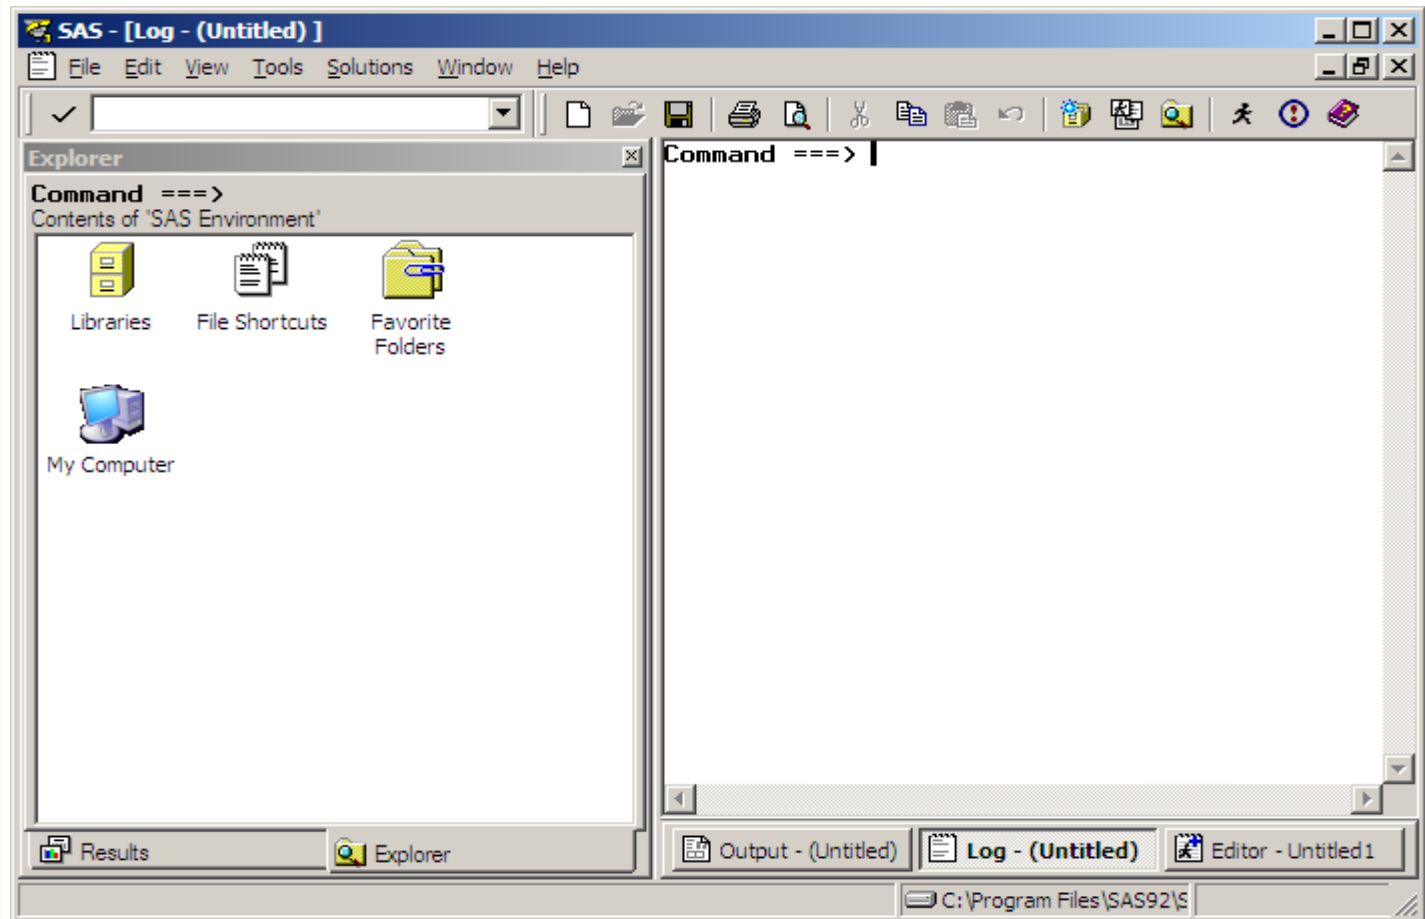 SAS - [Log - (Untitled) ]
File Edit View Tools Solutions Window Help
Explorer
Command ===>
Contents of 'SAS Environment'
Libraries
File Shortcuts
Favorite
Folders
My Computer
Results
Explorer
Command ===>
Output - (Untitled)
Log - (Untitled)
Editor - Untitled1
C:\Program Files\SAS92\S